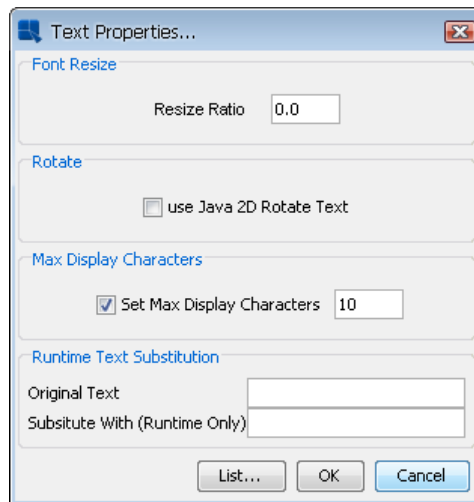 Text Properties...
Font Resize
Resize Ratio 0.0
Rotate
use Java 2D Rotate Text
Max Display Characters
Set Max Display Characters 10
Runtime Text Substitution
Original Text
Subsitute With (Runtime Only)
List... OK Cancel